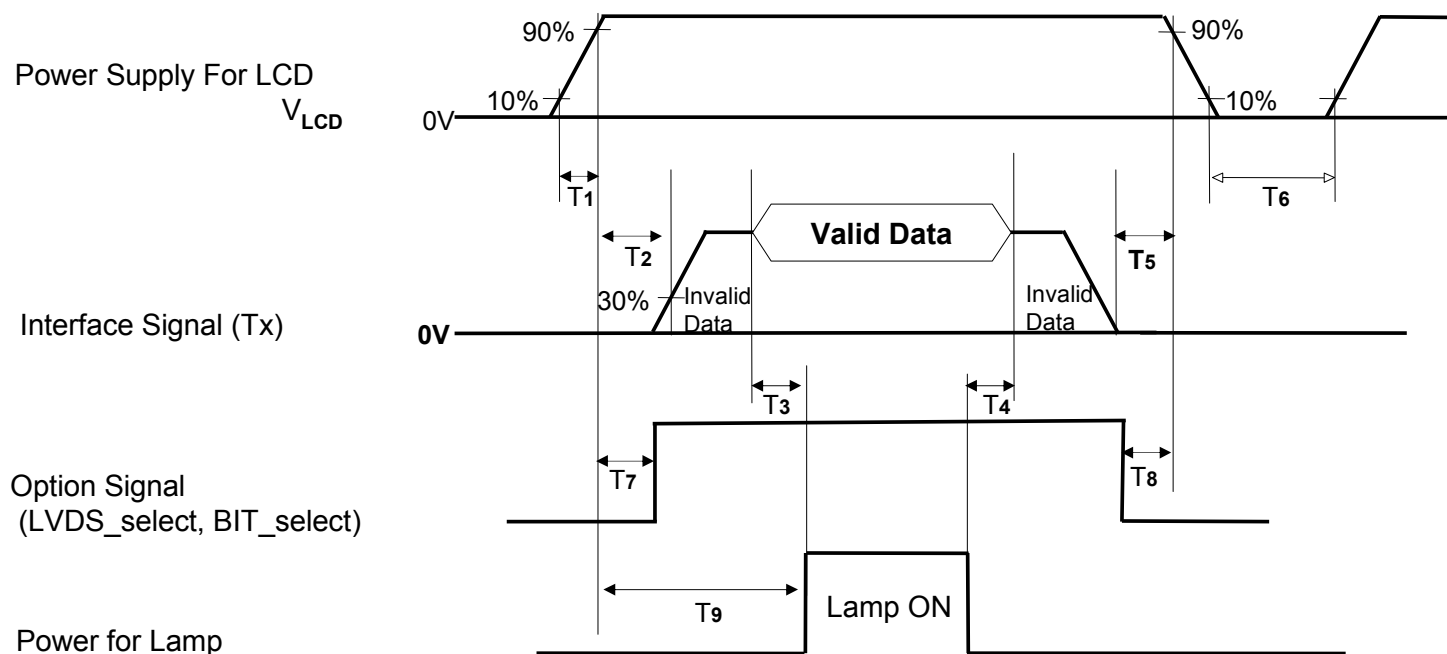 90%
90%
Power Supply For LCD
10%
10%
VLCD
0V
T1
T6
Valid Data
T2
T5
30%
Invalid
Data
Invalid
Data
Interface Signal (Tx)
0V
T3
T4
T7
T8
Option Signal
(LVDS_select, BIT_select)
T9
Lamp ON
Power for Lamp